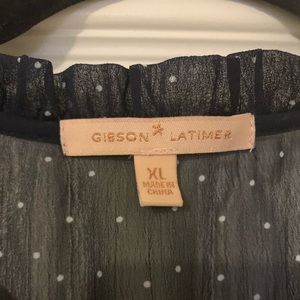 GIBSON LATIMER
XL
MADE IN
CHINA